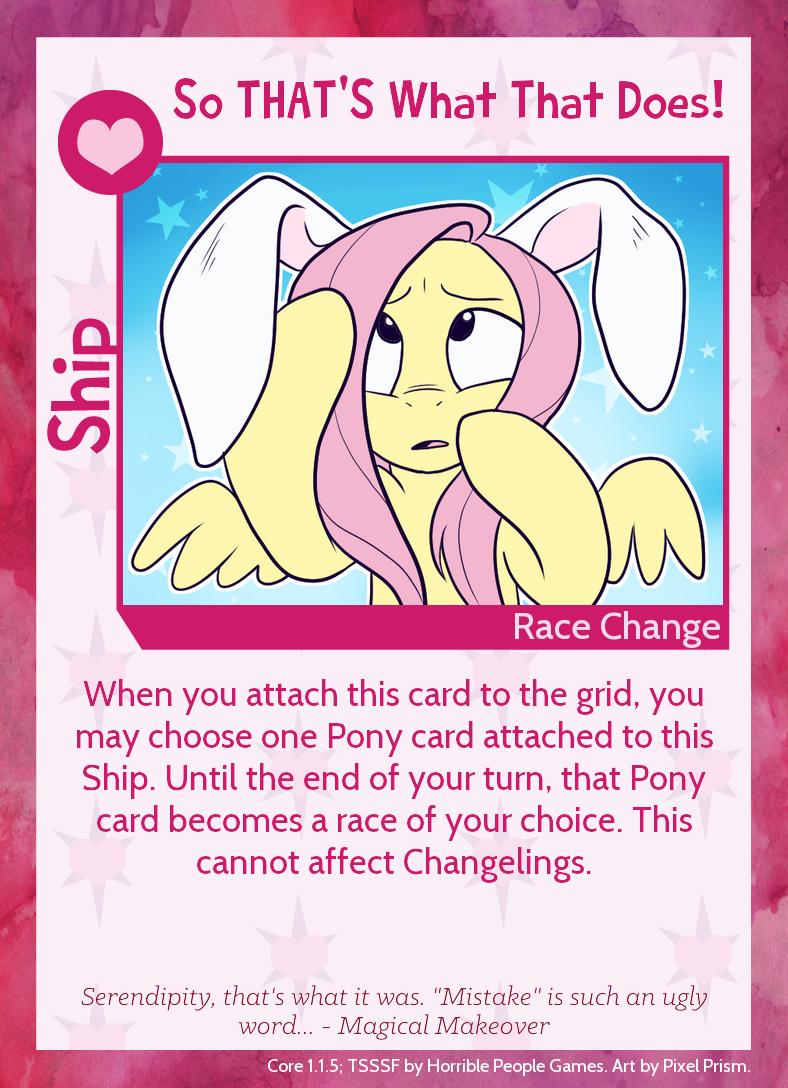 So THAT'S What That Does!
Ship
Race Change
When you attach this card to the grid, you
may choose one Pony card attached to this
Ship. Until the end of your turn, that Pony
card becomes a race of your choice. This
cannot affect Changelings.
Serendipity, that's what it was. "Mistake" is such an ugly
word... - Magical Makeover
Core 1.1.5; TSSSF by Horrible People Games. Art by Pixel Prism.